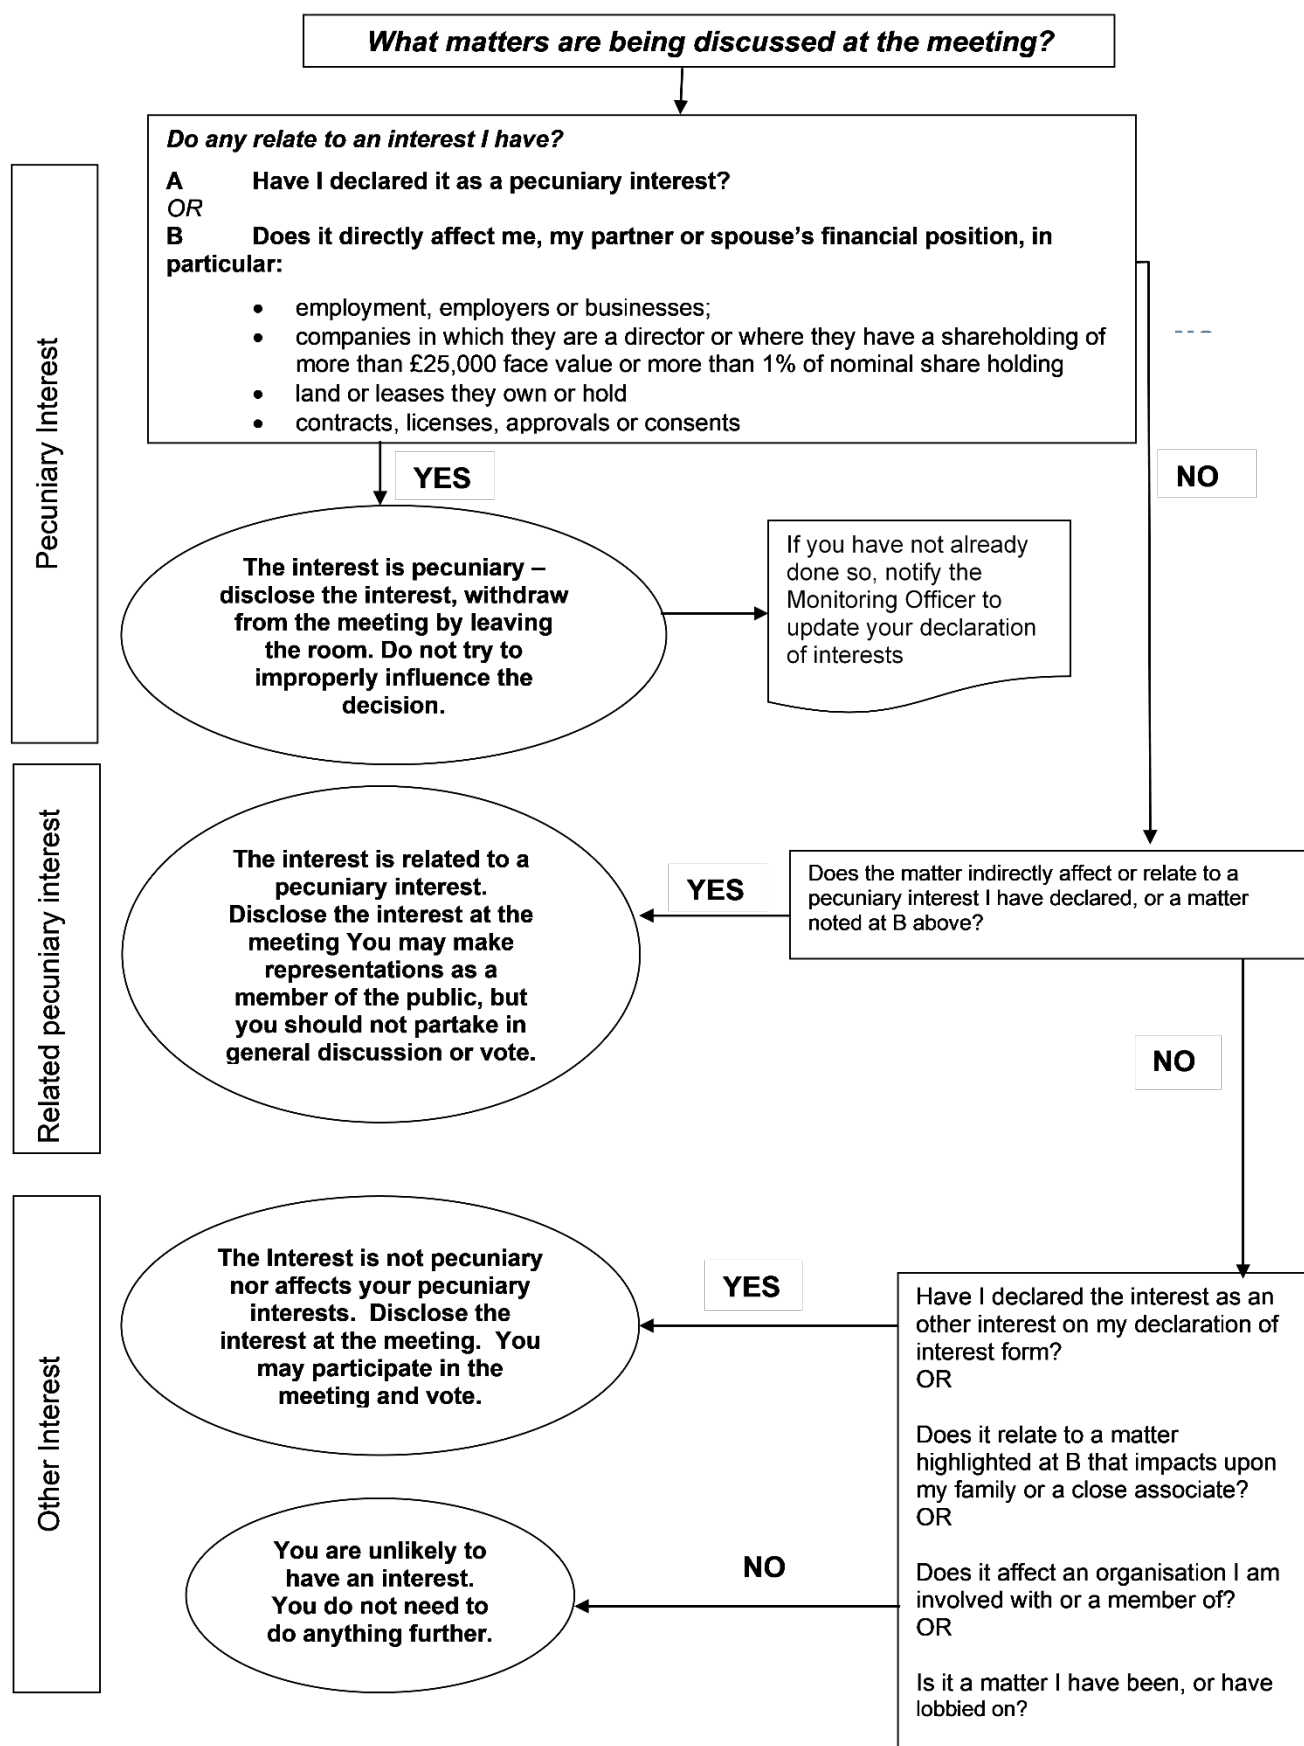 What matters are being discussed at the meeting?
Do any relate to an interest I have?
A Have I declared it as a pecuniary interest?
OR
B Does it directly affect me, my partner or spouse's financial position, in
particular:
• employment, employers or businesses;
• companies in which they are a director or where they have a shareholding of
more than £25,000 face value or more than 1% of nominal share holding
• land or leases they own or hold
• contracts, licenses, approvals or consents
Pecuniary Interest
YES
NO
The interest is pecuniary –
disclose the interest, withdraw
from the meeting by leaving
the room. Do not try to
improperly influence the
decision.
If you have not already
done so, notify the
Monitoring Officer to
update your declaration
of interests
Related pecuniary interest
The interest is related to a
pecuniary interest.
Disclose the interest at the
meeting You may make
representations as a
member of the public, but
you should not partake in
general discussion or vote.
YES
Does the matter indirectly affect or relate to a
pecuniary interest I have declared, or a matter
noted at B above?
NO
Other Interest
The Interest is not pecuniary
nor affects your pecuniary
interests. Disclose the
interest at the meeting. You
may participate in the
meeting and vote.
YES
Have I declared the interest as an
other interest on my declaration of
interest form?
OR
Does it relate to a matter
highlighted at B that impacts upon
my family or a close associate?
OR
Does it affect an organisation I am
involved with or a member of?
OR
Is it a matter I have been, or have
lobbied on?
NO
You are unlikely to
have an interest.
You do not need to
do anything further.